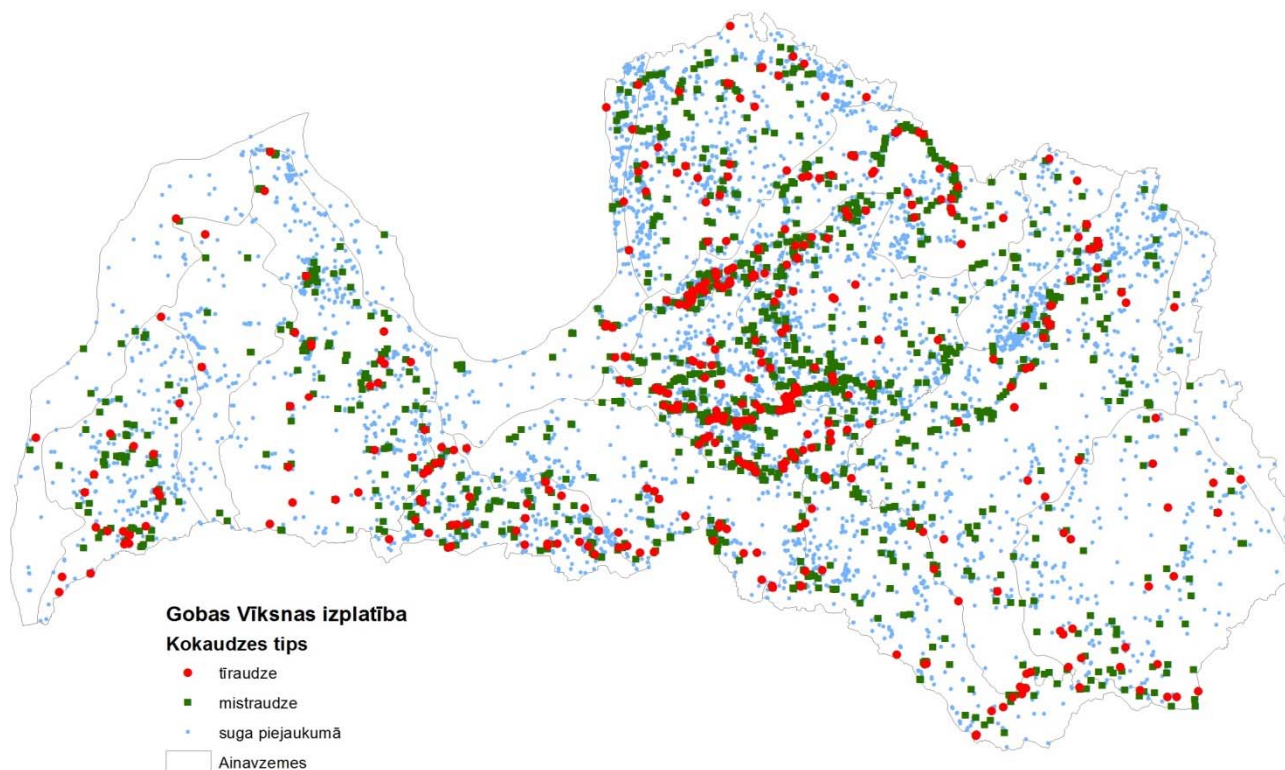 Gobas Vīksnas izplatība
Kokaudzes tips
tīraudze
mistraudze
suga piejaukumā
Ainavzemes